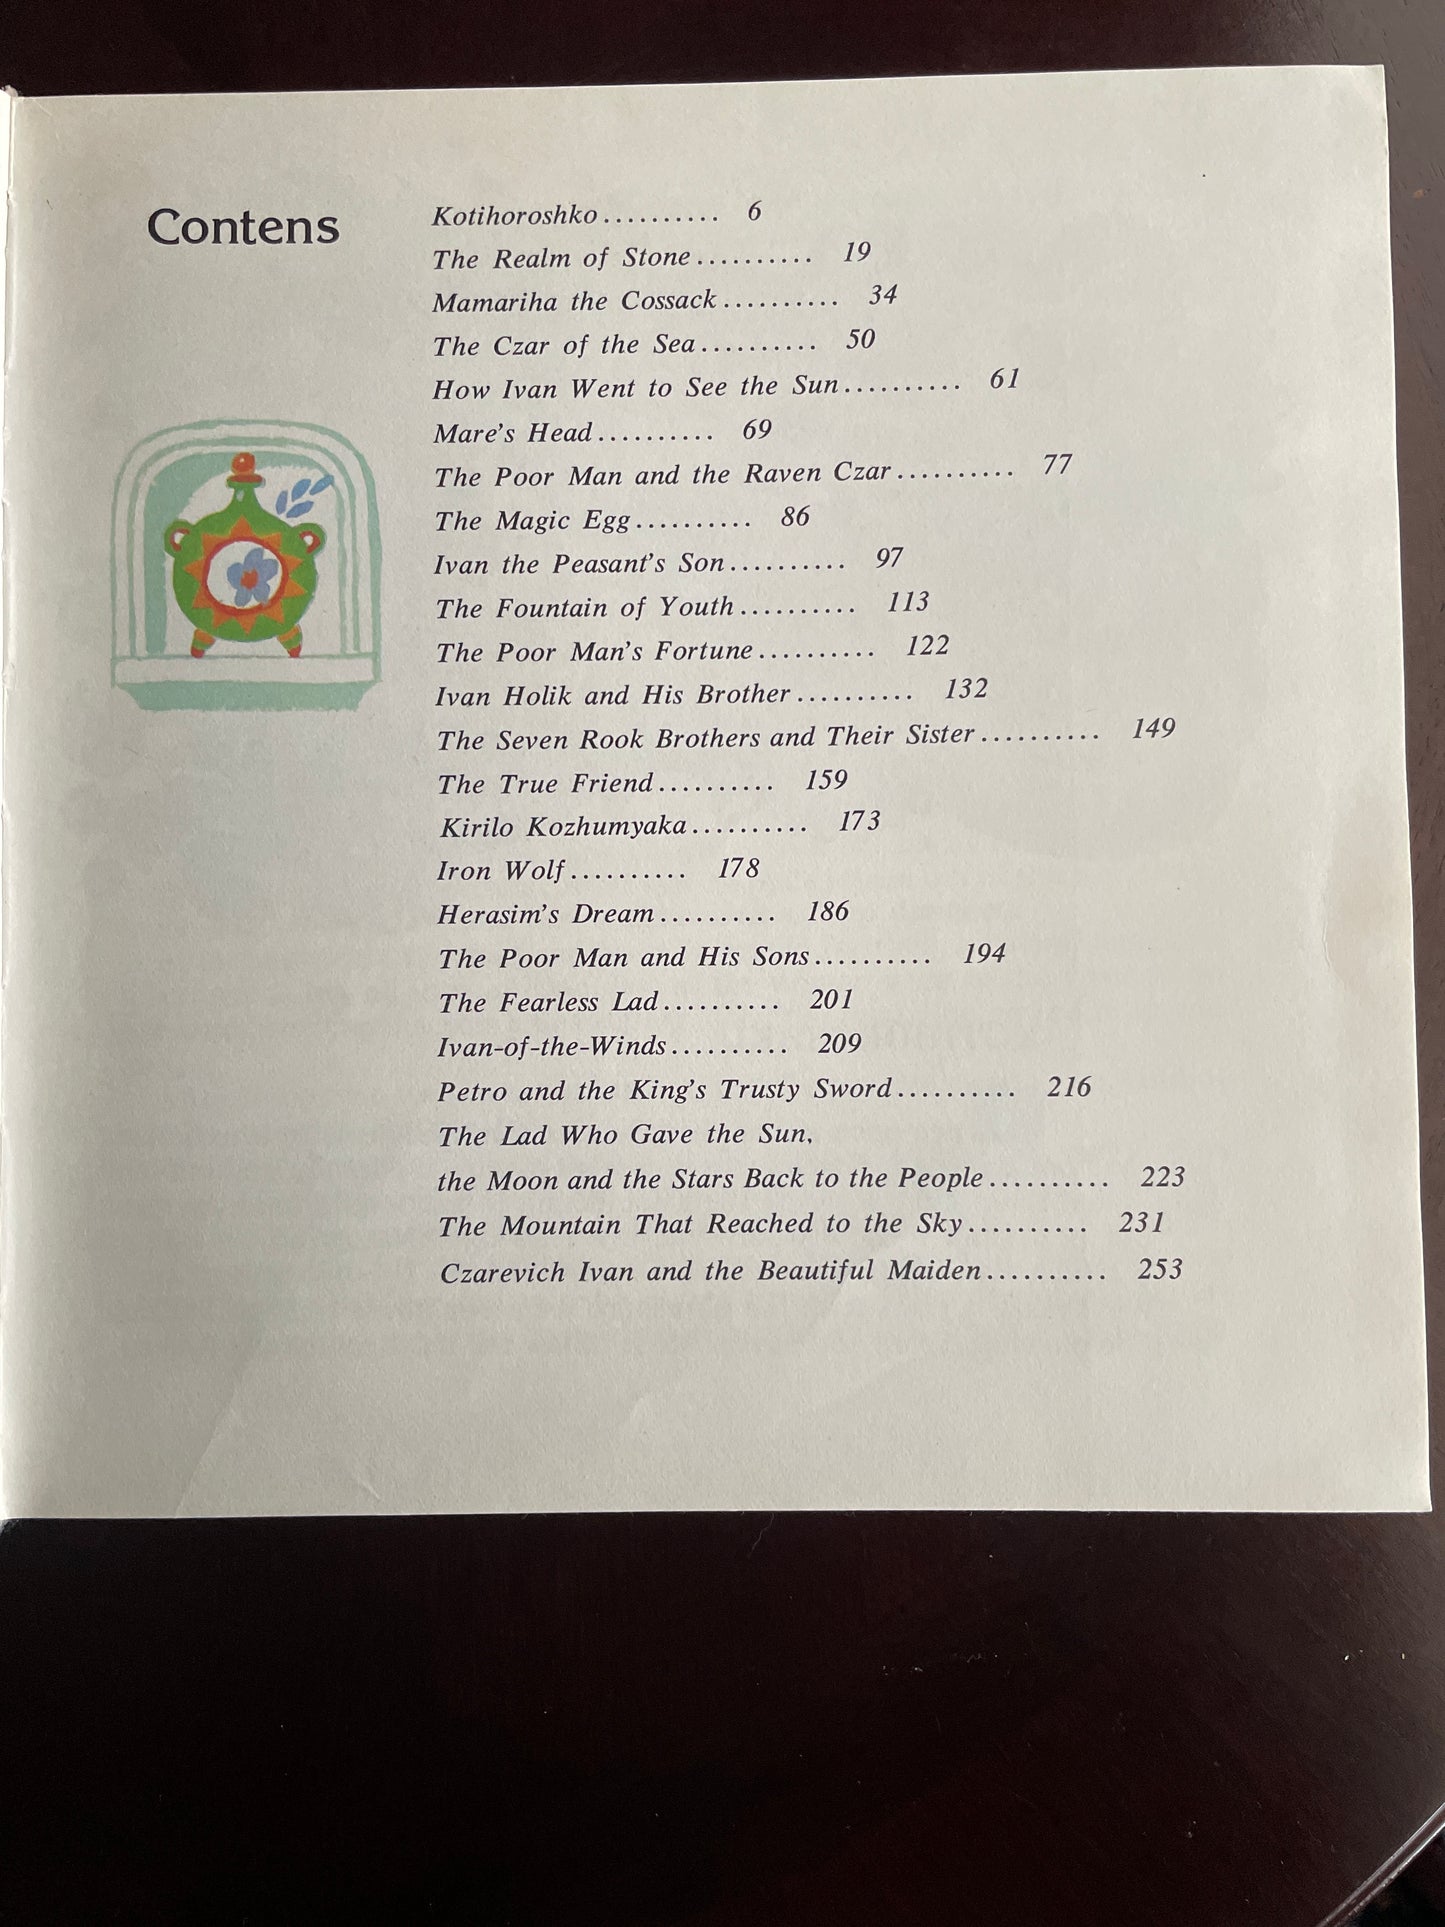 Contens
Kotihoroshko.......... 6
The Realm of Stone.......... 19
Mamariha the Cossack.......... 34
The Czar of the Sea.......... 50
How Ivan Went to See the Sun.......... 61
Mare's Head.......... 69
The Poor Man and the Raven Czar.......... 77
The Magic Egg.......... 86
Ivan the Peasant's Son.......... 97
The Fountain of Youth.......... 113
The Poor Man's Fortune.......... 122
Ivan Holik and His Brother.......... 132
The Seven Rook Brothers and Their Sister.......... 149
The True Friend.......... 159
Kirilo Kozhumyaka.......... 173
Iron Wolf.......... 178
Herasim's Dream.......... 186
The Poor Man and His Sons.......... 194
The Fearless Lad.......... 201
Ivan-of-the-Winds.......... 209
Petro and the King's Trusty Sword.......... 216
The Lad Who Gave the Sun,
the Moon and the Stars Back to the People.......... 223
The Mountain That Reached to the Sky.......... 231
Czarevich Ivan and the Beautiful Maiden.......... 253